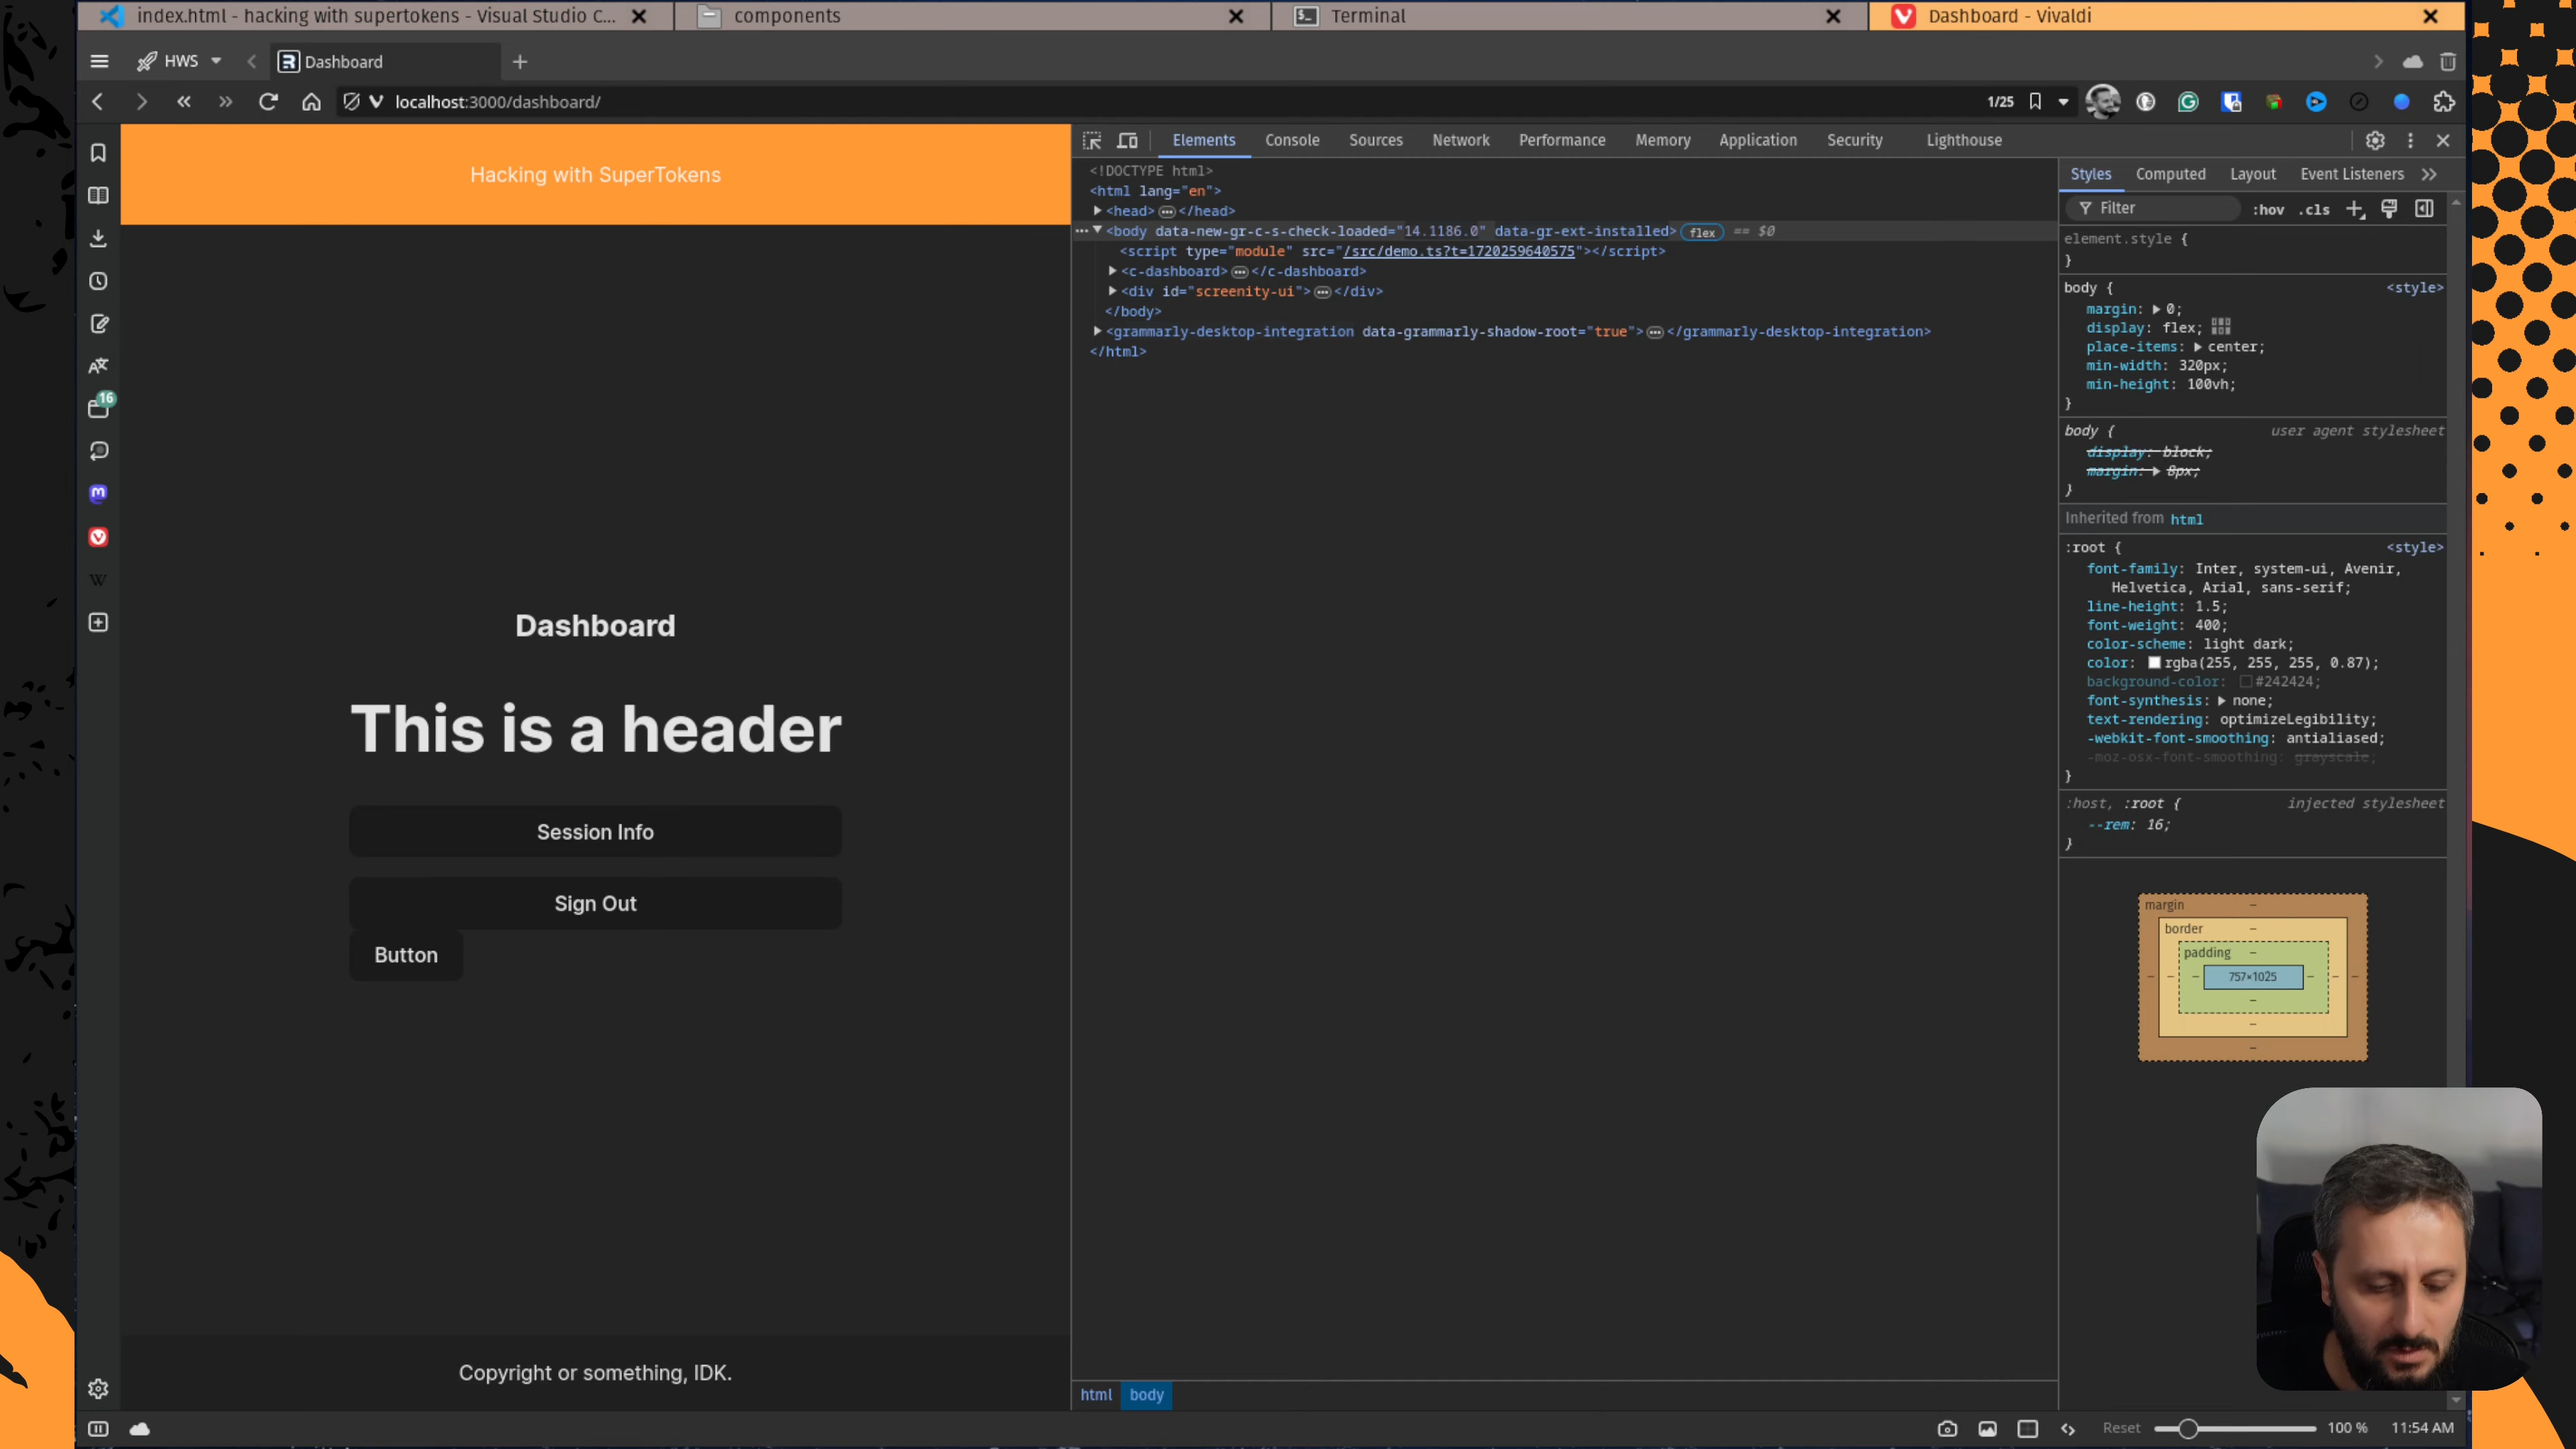 index.html - hacking with supertokens - Visual Studio C...
components
Terminal
Dashboard - Vivaldi
HWS
Dashboard
localhost:3000/dashboard/
1/25
16
Hacking with SuperTokens
Dashboard
This is a header
Session Info
Sign Out
Button
Copyright or something, IDK.
Elements Console Sources Network Performance Memory Application Security Lighthouse
<!DOCTYPE html>
<html lang="en">
<head> </head>
<body data-new-gr-c-s-check-loaded="14.1186.0" data-gr-ext-installed> flex == $0
<script type="module" src="/src/demo.ts?t=1720259640575"></script>
<c-dashboard> </c-dashboard>
<div id="screenity-ui"> </div>
</body>
<grammarly-desktop-integration data-grammarly-shadow-root="true"> </grammarly-desktop-integration>
</html>
html body
Styles Computed Layout Event Listeners
Filter :hov .cls
element.style {
}
body { <style>
margin: 0;
display: flex;
place-items: center;
min-width: 320px;
min-height: 100vh;
}
body { user agent stylesheet
display: block;
margin: 8px;
}
Inherited from html
:root { <style>
font-family: Inter, system-ui, Avenir,
Helvetica, Arial, sans-serif;
line-height: 1.5;
font-weight: 400;
color-scheme: light dark;
color: rgba(255, 255, 255, 0.87);
background-color: #242424;
font-synthesis: none;
text-rendering: optimizeLegibility;
-webkit-font-smoothing: antialiased;
-moz-osx-font-smoothing: grayscale;
}
:host, :root { injected stylesheet
--rem: 16;
}
margin
border
padding
757×1025
Reset 100 % 11:54 AM